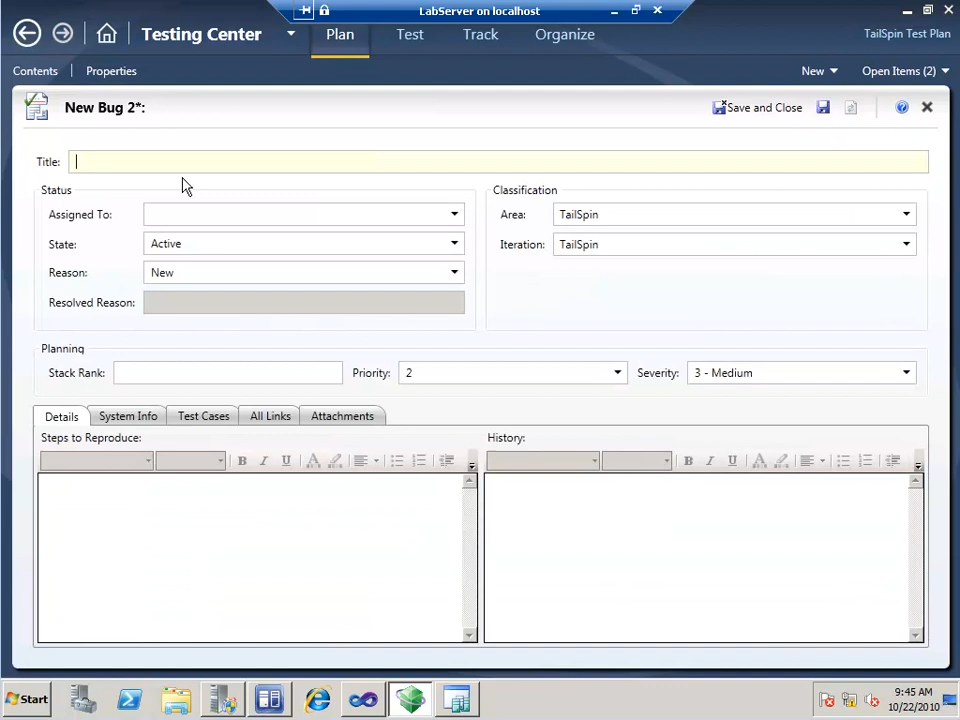 LabServer on localhost
Testing Center
Plan
Test
Track
Organize
TailSpin Test Plan
Contents
Properties
New
Open Items (2)
New Bug 2*:
Save and Close
Title:
Status
Classification
Assigned To:
Area:
TailSpin
State:
Active
Iteration:
TailSpin
Reason:
New
Resolved Reason:
Planning
Stack Rank:
Priority:
2
Severity:
3 - Medium
Details
System Info
Test Cases
All Links
Attachments
Steps to Reproduce:
History:
B I U A
B I U A
Start
9:45 AM
10/22/2010